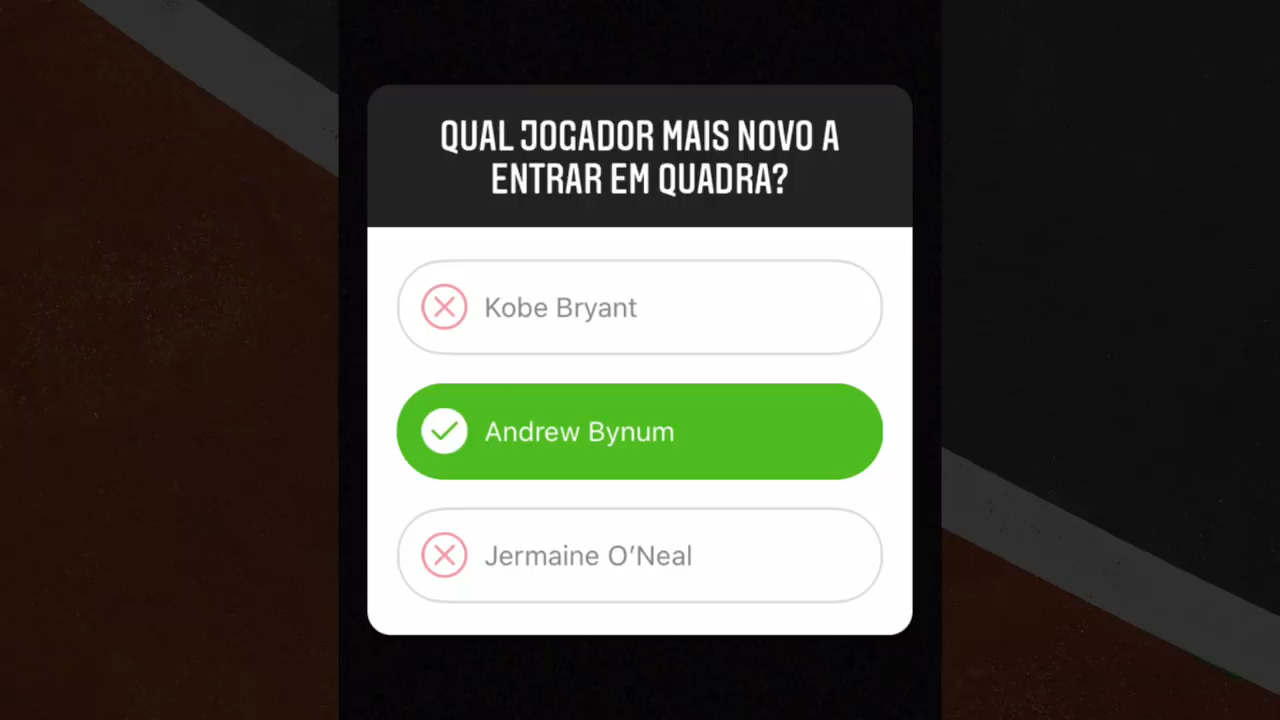 QUAL JOGADOR MAIS NOVO A
ENTRAR EM QUADRA?
Kobe Bryant
Andrew Bynum
Jermaine O’Neal